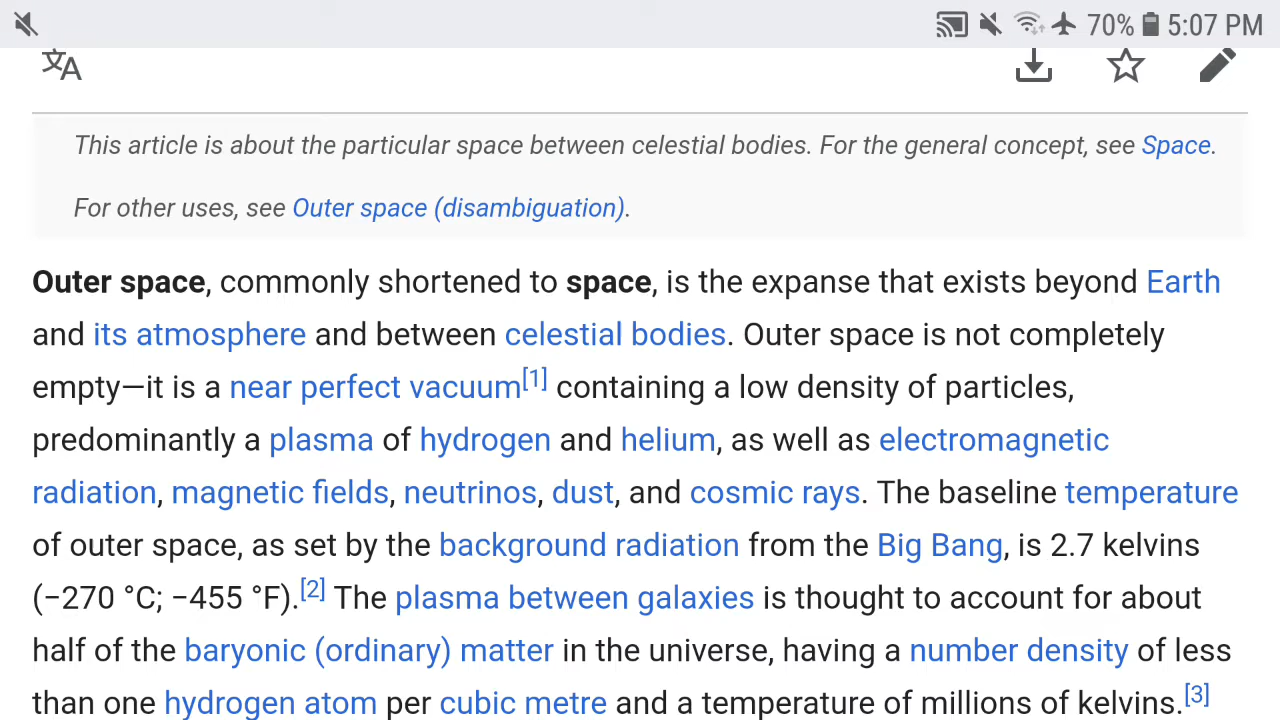 70% 5:07 PM
文A
This article is about the particular space between celestial bodies. For the general concept, see Space.
For other uses, see Outer space (disambiguation).
Outer space, commonly shortened to space, is the expanse that exists beyond Earth
and its atmosphere and between celestial bodies. Outer space is not completely
empty—it is a near perfect vacuum[1] containing a low density of particles,
predominantly a plasma of hydrogen and helium, as well as electromagnetic
radiation, magnetic fields, neutrinos, dust, and cosmic rays. The baseline temperature
of outer space, as set by the background radiation from the Big Bang, is 2.7 kelvins
(−270 °C; −455 °F).[2] The plasma between galaxies is thought to account for about
half of the baryonic (ordinary) matter in the universe, having a number density of less
than one hydrogen atom per cubic metre and a temperature of millions of kelvins.[3]